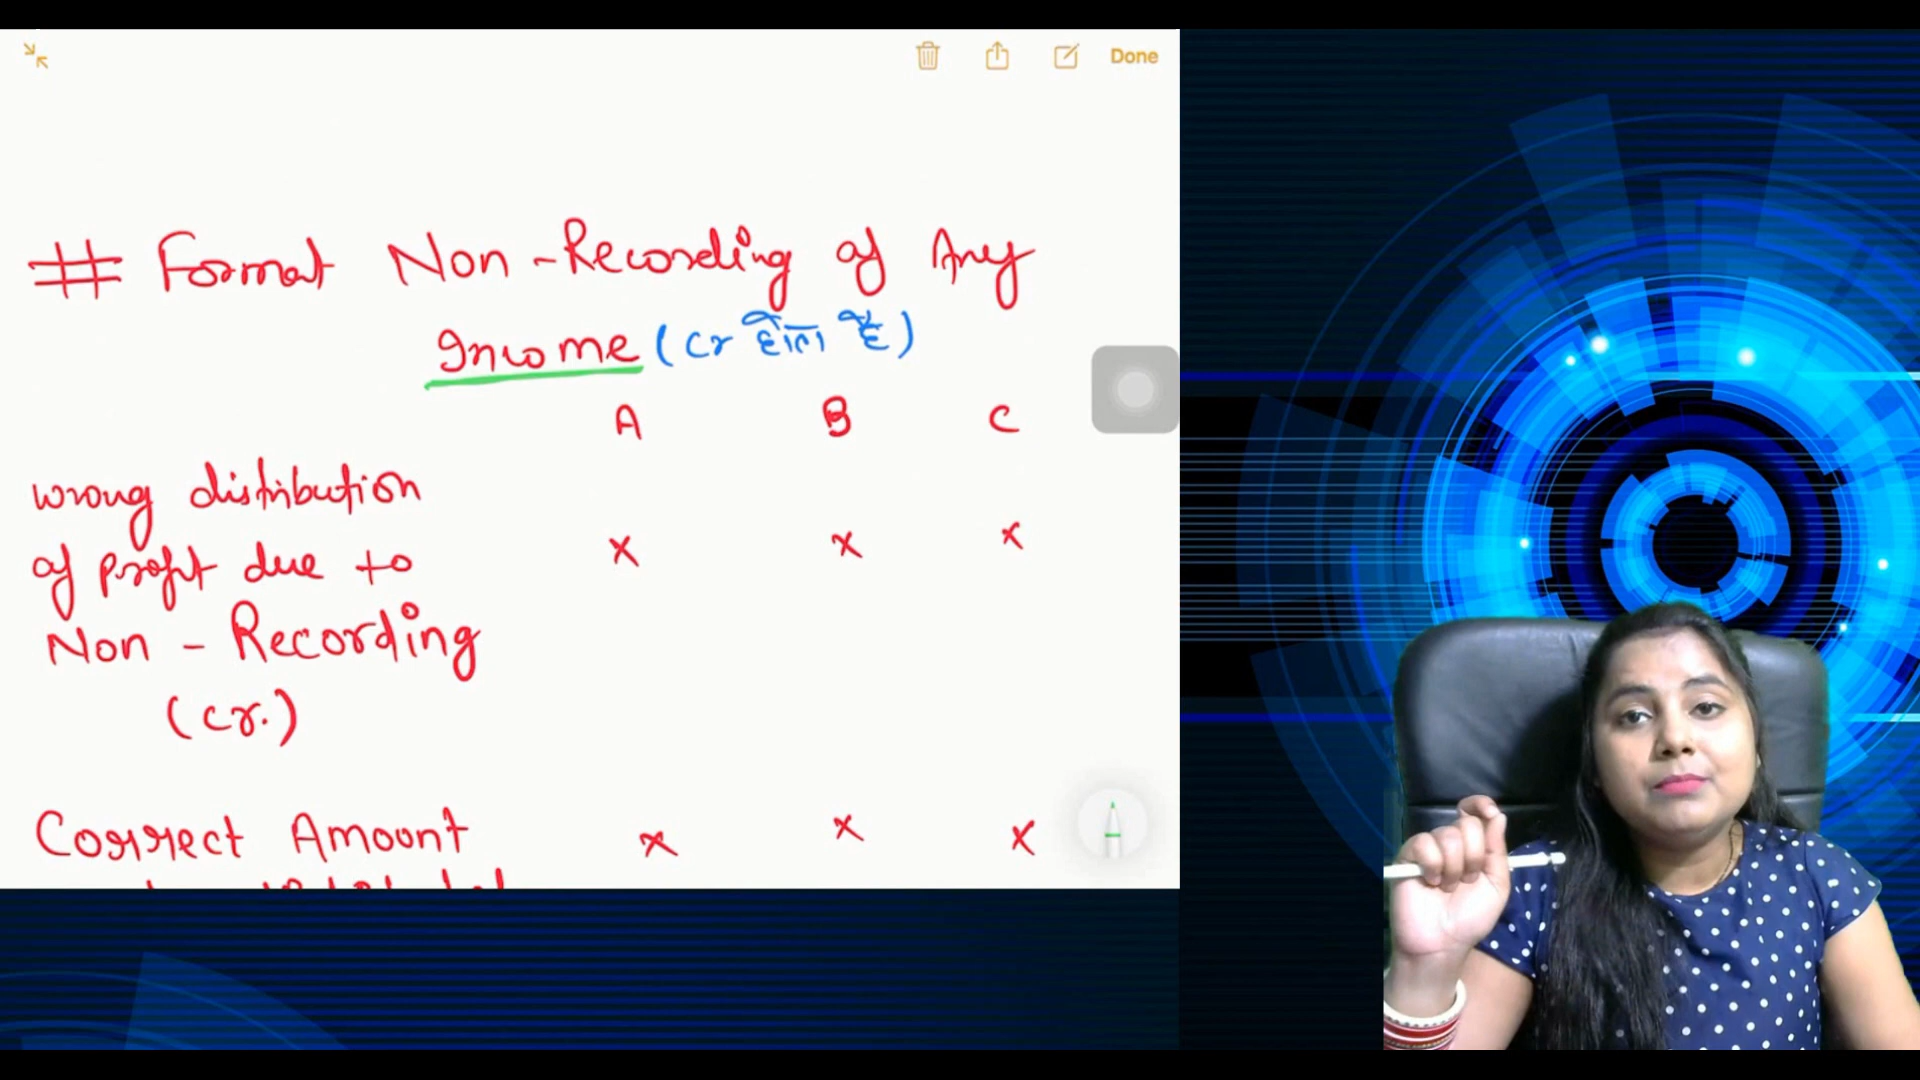 Done
# Format Non-Recording of Any
Income (cr होता है)
A B C
wrong distribution
of profit due to x x x
Non - Recording
(cr.)
Correct Amount x x x